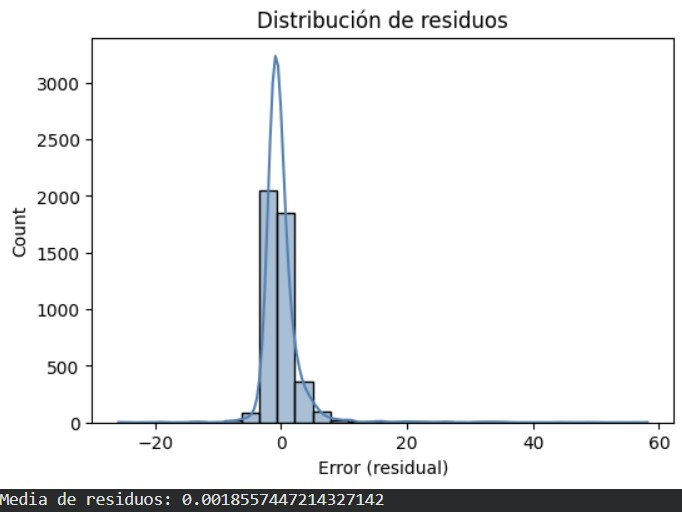 Distribución de residuos
3000
2500
2000
1500
1000
500
0
Count
−20 0 20 40 60
Error (residual)
Media de residuos: 0.0018557447214327142